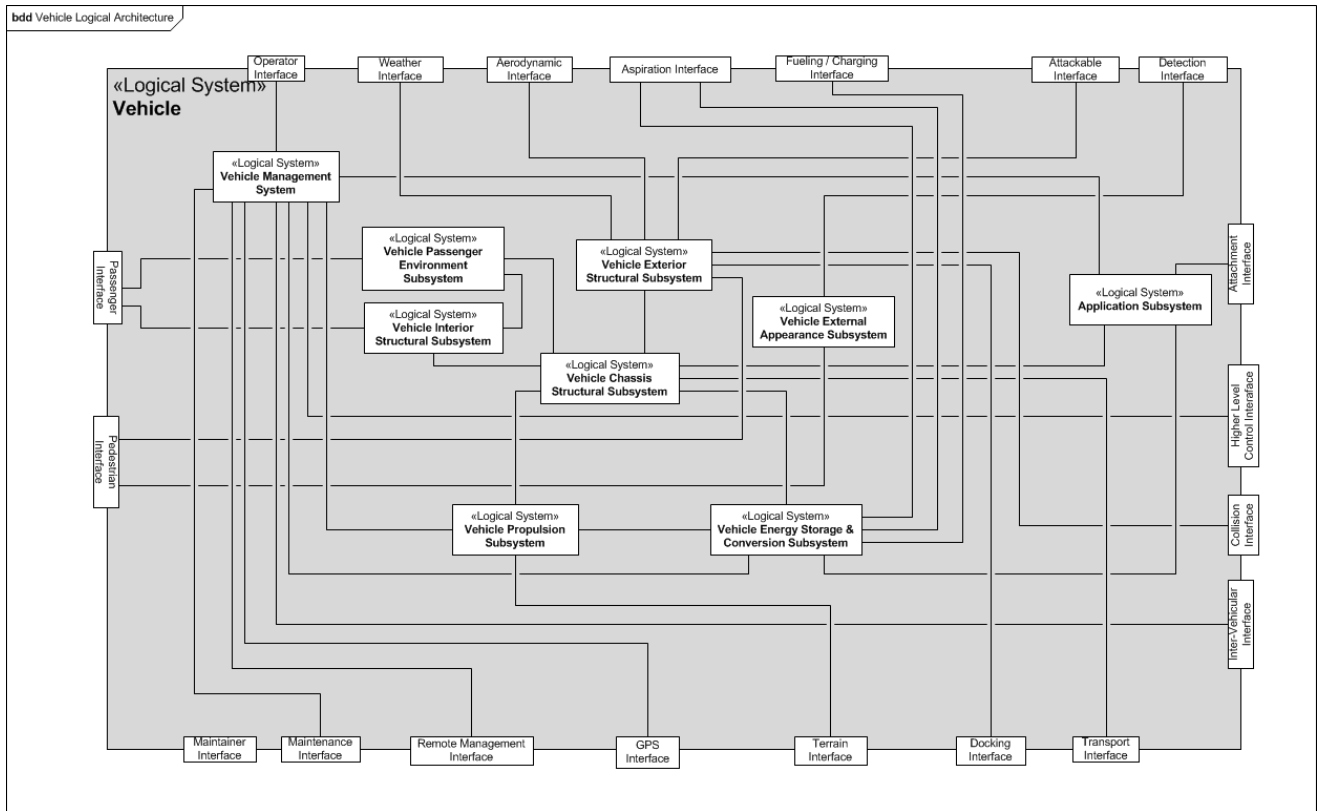 bdd Vehicle Logical Architecture
Operator
Interface
Weather
Interface
Aerodynamic
Interface
Aspiration Interface
Fueling / Charging
Interface
Attackable
Interface
Detection
Interface
«Logical System»
Vehicle
«Logical System»
Vehicle Management
System
«Logical System»
Vehicle Passenger
Environment
Subsystem
«Logical System»
Vehicle Exterior
Structural Subsystem
Passenger
Interface
Attachment
Interface
«Logical System»
Application Subsystem
«Logical System»
Vehicle Interior
Structural Subsystem
«Logical System»
Vehicle External
Appearance Subsystem
«Logical System»
Vehicle Chassis
Structural Subsystem
Higher Level
Control Interaface
Pedestrian
Interface
«Logical System»
Vehicle Propulsion
Subsystem
«Logical System»
Vehicle Energy Storage &
Conversion Subsystem
Collision
Interface
Inter-Vehicular
Interface
Maintainer
Interface
Maintenance
Interface
Remote Management
Interface
GPS
Interface
Terrain
Interface
Docking
Interface
Transport
Interface